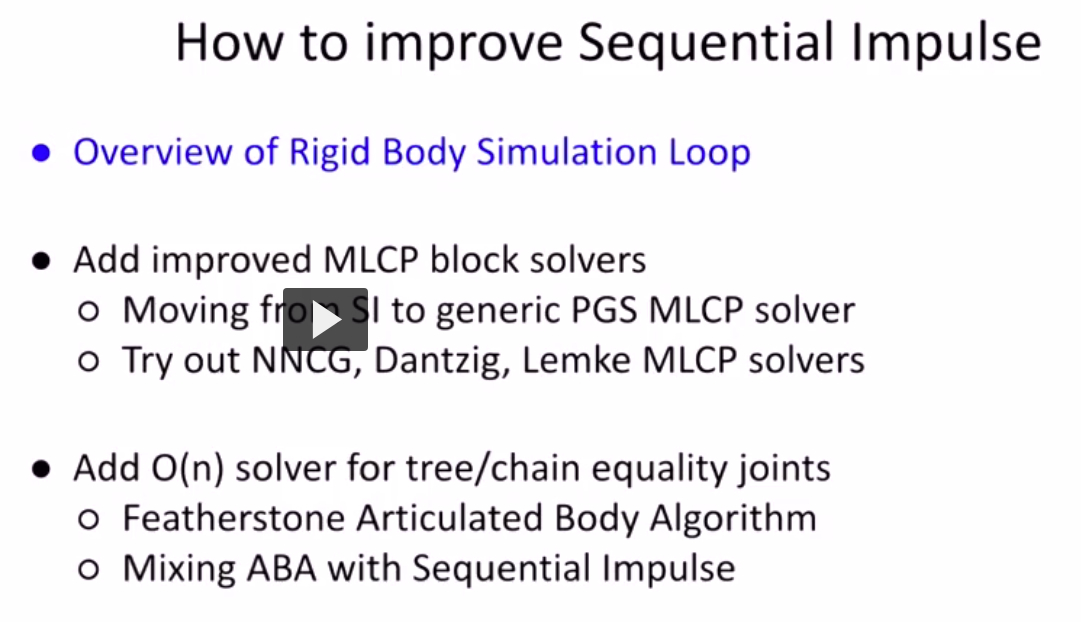 How to improve Sequential Impulse
● Overview of Rigid Body Simulation Loop
● Add improved MLCP block solvers
○ Moving from SI to generic PGS MLCP solver
○ Try out NNCG, Dantzig, Lemke MLCP solvers
● Add O(n) solver for tree/chain equality joints
○ Featherstone Articulated Body Algorithm
○ Mixing ABA with Sequential Impulse